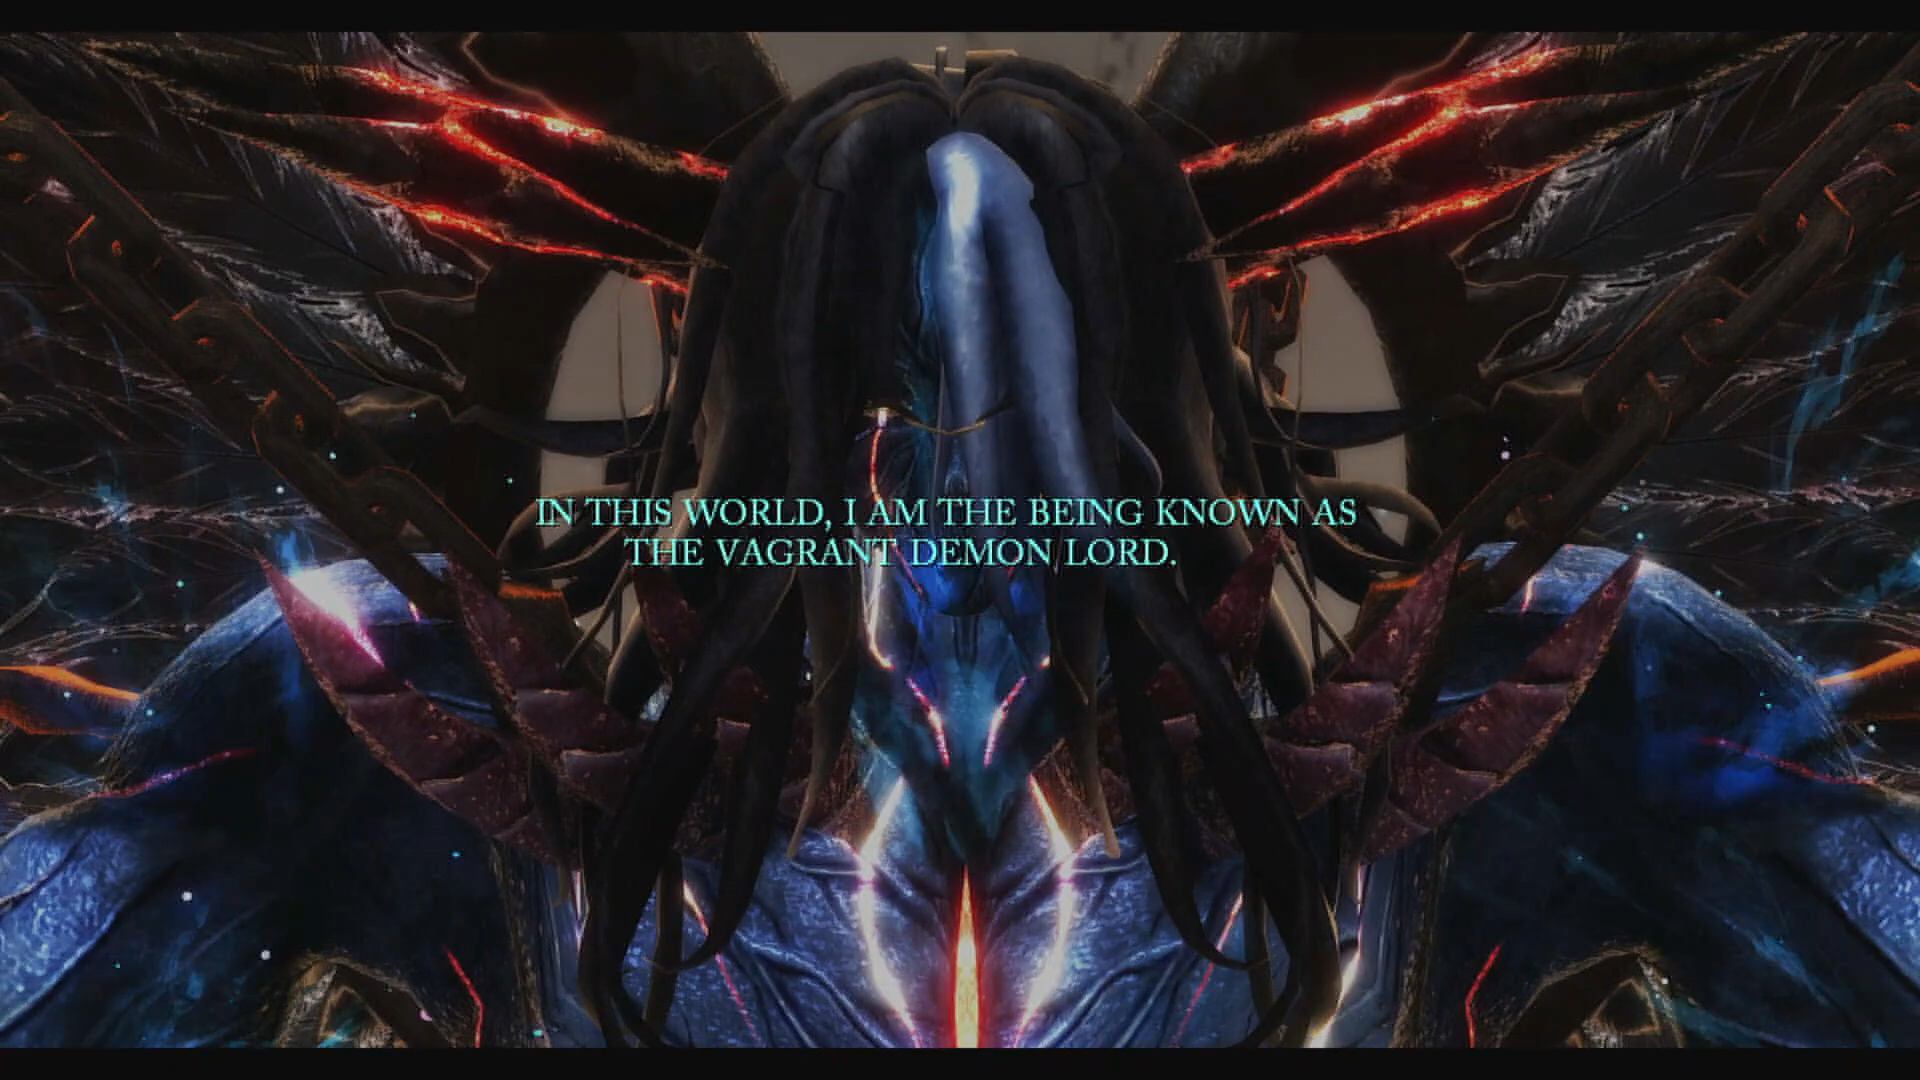 IN THIS WORLD, I AM THE BEING KNOWN AS
THE VAGRANT DEMON LORD.